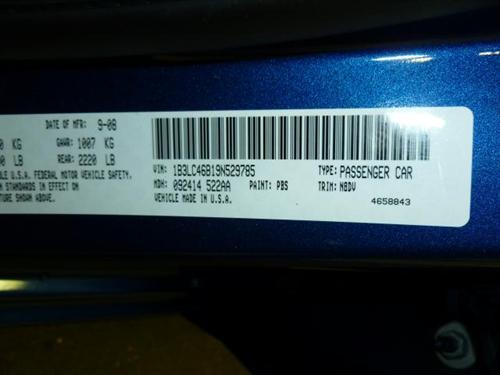 DATE OF MFR 9-08
0 KG GAWR: 1007 KG
0 LB REAR: 2220 LB
LE U.S.A. FEDERAL MOTOR VEHICLE SAFETY,
N STANDARDS IN EFFECT ON
TURE SHOWN ABOVE.
VIN: 1B3LC46B19N529785 TYPE: PASSENGER CAR
MDH: 092414 522AA PAINT: PBS TRIM: N8DV
VEHICLE MADE IN U.S.A. 4658843